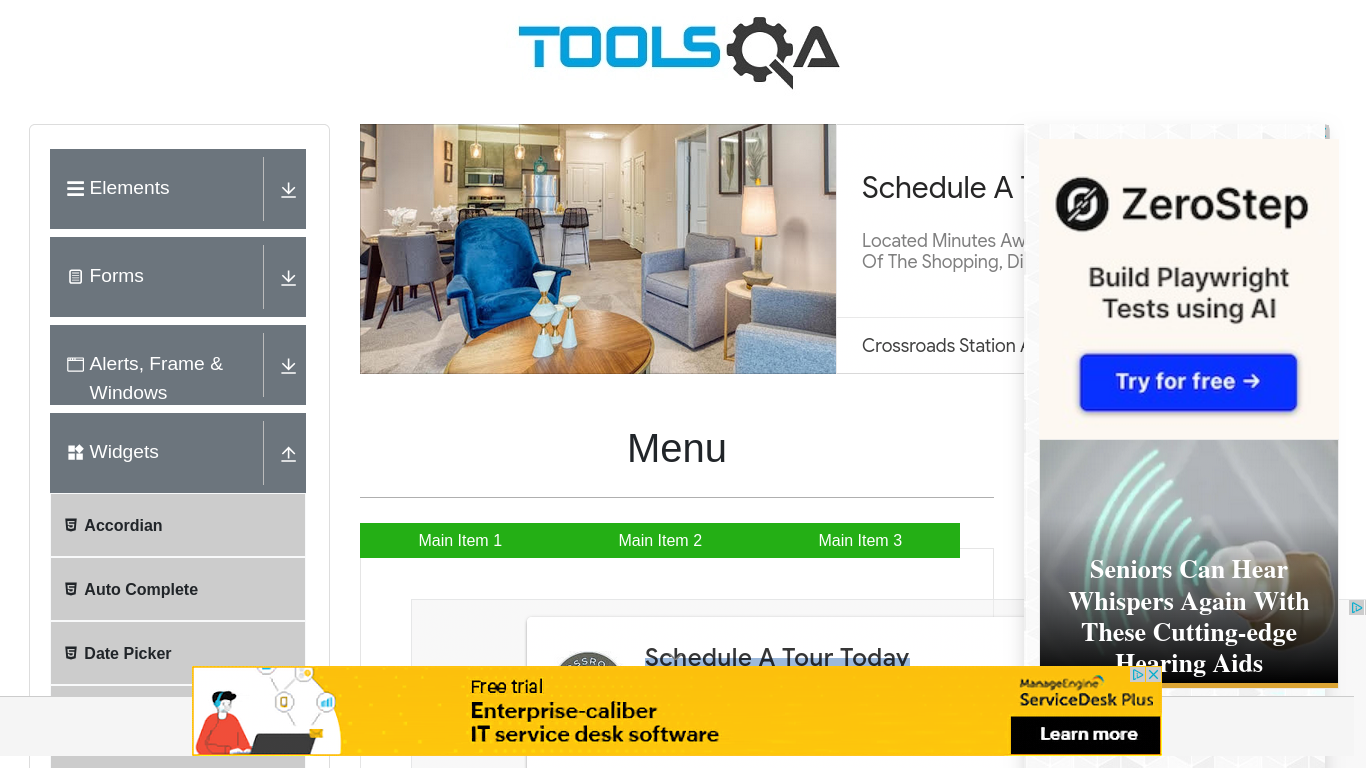 TOOLSQA
Elements
Forms
Alerts, Frame &
Windows
Widgets
Accordian
Auto Complete
Date Picker
Schedule A
Located Minutes
Of The Shopping,
Crossroads Station
Menu
Main Item 1
Main Item 2
Main Item 3
Schedule A Tour Today
ZeroStep
Build Playwright
Tests using AI
Try for free →
Seniors Can Hear
Whispers Again With
These Cutting-edge
Hearing Aids
Free trial
Enterprise-caliber
IT service desk software
ManageEngine
ServiceDesk Plus
Learn more